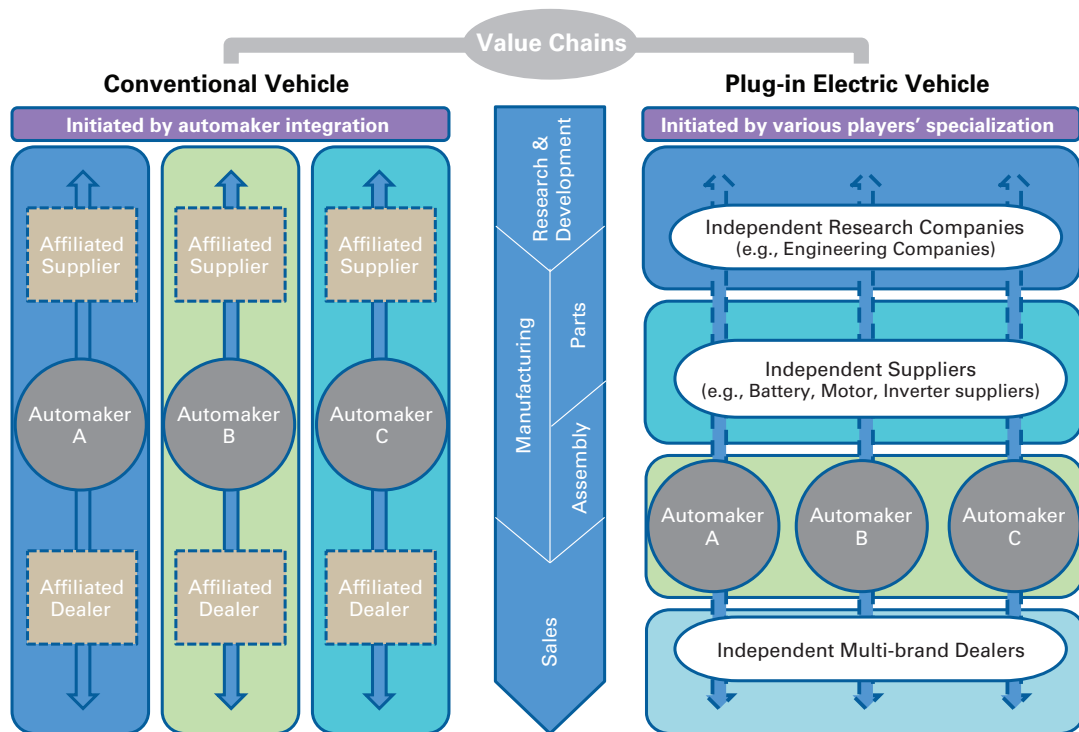 Value Chains
Conventional Vehicle
Initiated by automaker integration
Affiliated
Supplier
Affiliated
Supplier
Affiliated
Supplier
Automaker
A
Automaker
B
Automaker
C
Affiliated
Dealer
Affiliated
Dealer
Affiliated
Dealer
Research &
Development
Manufacturing
Parts
Assembly
Sales
Plug-in Electric Vehicle
Initiated by various players’ specialization
Independent Research Companies
(e.g., Engineering Companies)
Independent Suppliers
(e.g., Battery, Motor, Inverter suppliers)
Automaker
A
Automaker
B
Automaker
C
Independent Multi-brand Dealers